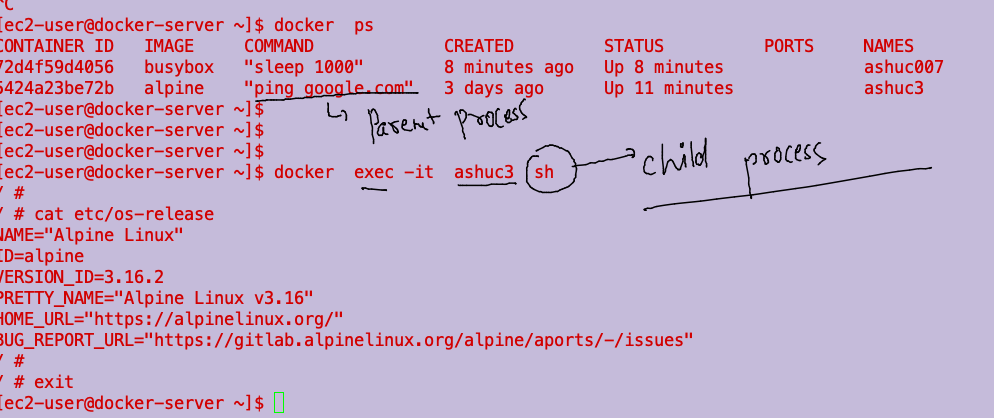 ^C
[ec2-user@docker-server ~]$ docker  ps
CONTAINER ID   IMAGE     COMMAND             CREATED         STATUS          PORTS     NAMES
72d4f59d4056   busybox   "sleep 1000"        8 minutes ago   Up 8 minutes              ashuc007
5424a23be72b   alpine    "ping google.com"   3 days ago      Up 11 minutes             ashuc3
[ec2-user@docker-server ~]$
Parent process
[ec2-user@docker-server ~]$
[ec2-user@docker-server ~]$
[ec2-user@docker-server ~]$ docker  exec -it  ashuc3  sh
child process
/ #
/ # cat etc/os-release
NAME="Alpine Linux"
ID=alpine
VERSION_ID=3.16.2
PRETTY_NAME="Alpine Linux v3.16"
HOME_URL="https://alpinelinux.org/"
BUG_REPORT_URL="https://gitlab.alpinelinux.org/alpine/aports/-/issues"
/ #
/ # exit
[ec2-user@docker-server ~]$